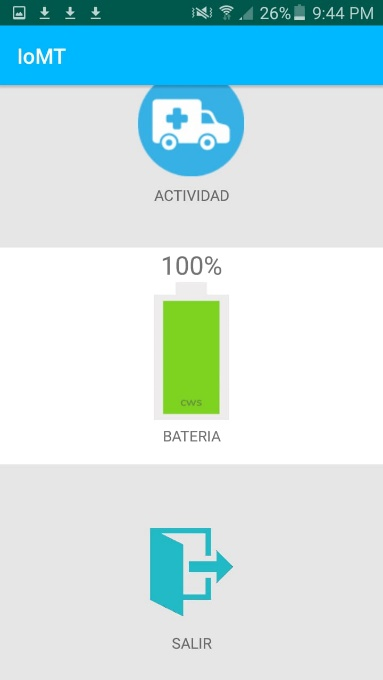 26% 9:44 PM
IoMT
ACTIVIDAD
100%
cws
BATERIA
SALIR